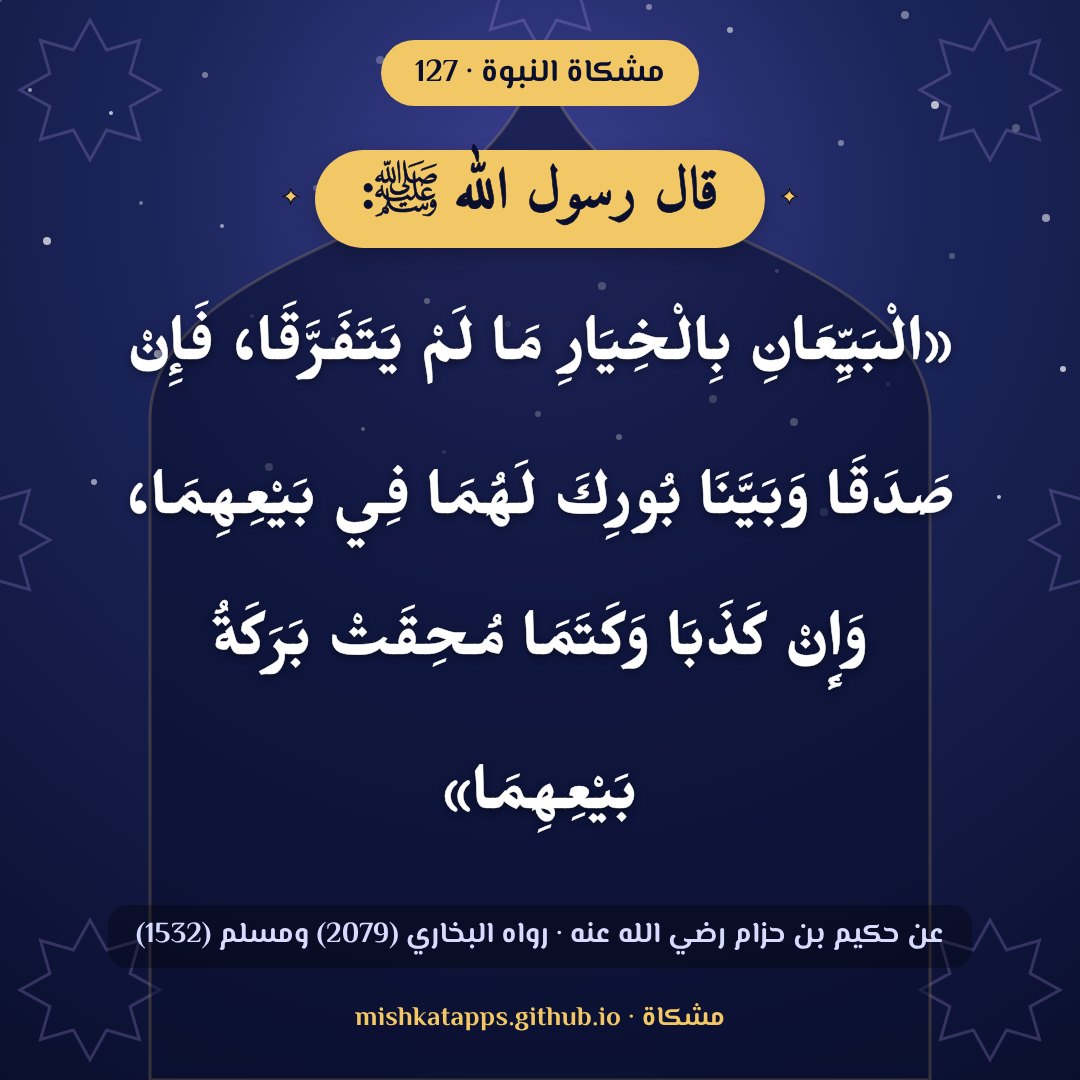 مشكاة النبوة · 127
قال رسول الله ﷺ:
«الْبَيِّعَانِ بِالْخِيَارِ مَا لَمْ يَتَفَرَّقَا، فَإِنْ
صَدَقَا وَبَيَّنَا بُورِكَ لَهُمَا فِي بَيْعِهِمَا،
وَإِنْ كَذَبَا وَكَتَمَا مُحِقَتْ بَرَكَةُ
بَيْعِهِمَا»
عن حكيم بن حزام رضي الله عنه · رواه البخاري (2079) ومسلم (1532)
مشكاة · mishkatapps.github.io